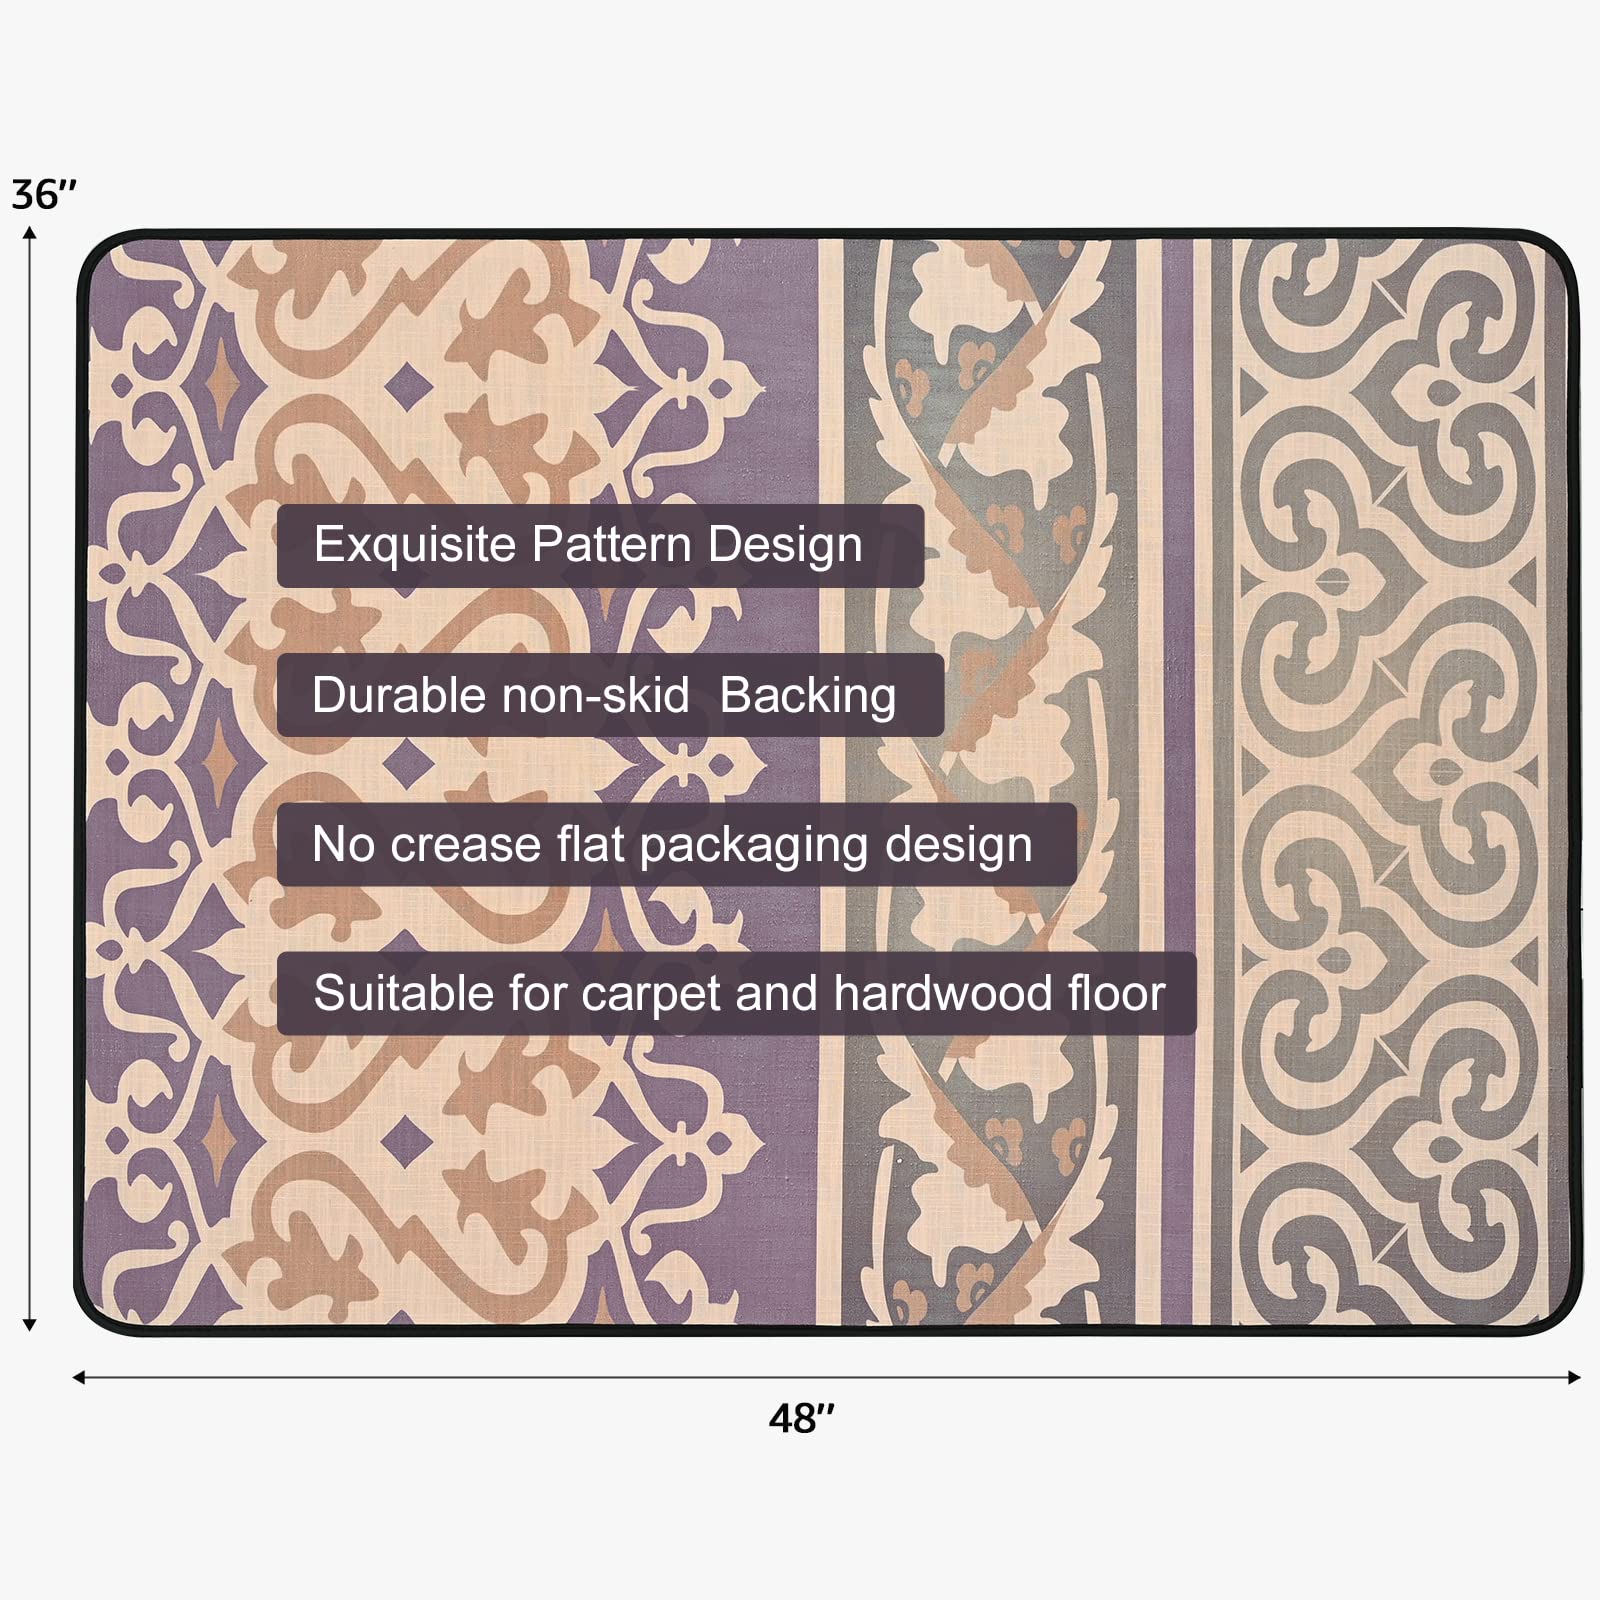 36″
Exquisite Pattern Design
Durable non-skid  Backing
No crease flat packaging design
Suitable for carpet and hardwood floor
48″